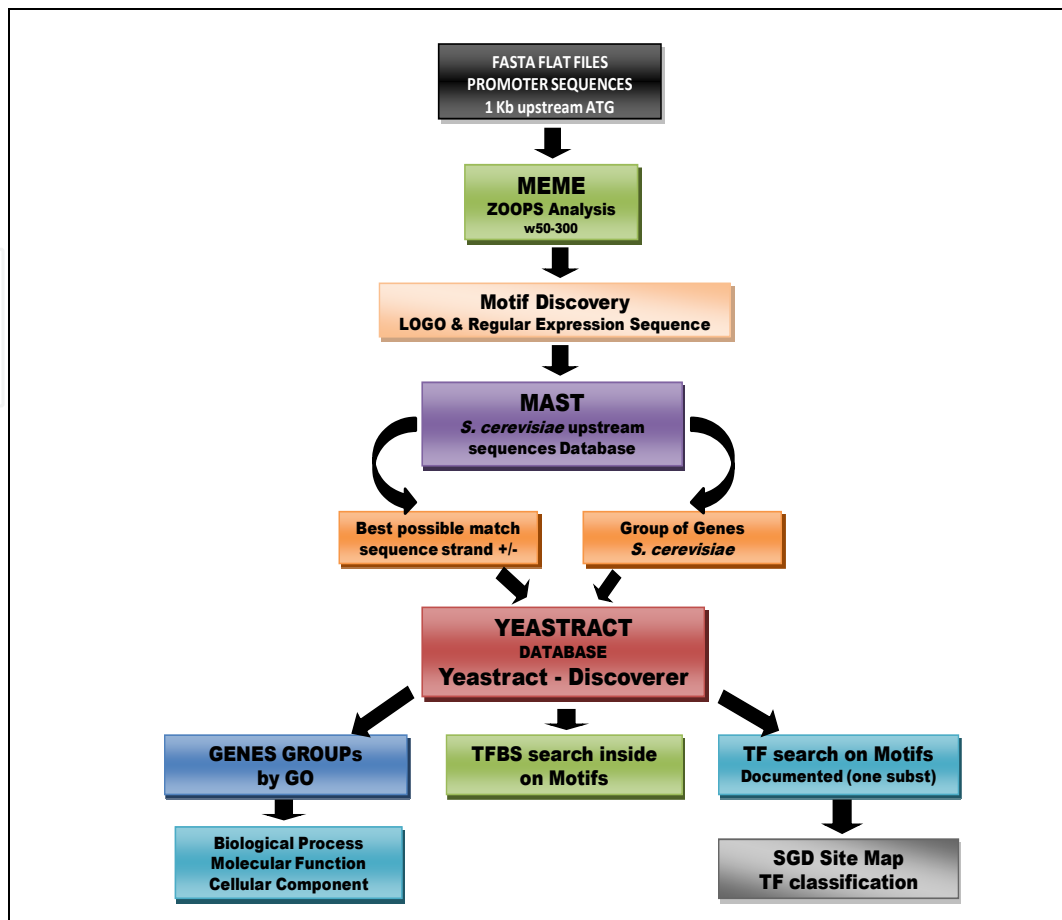 FASTA FLAT FILES
PROMOTER SEQUENCES
1 Kb upstream ATG
MEME
ZOOPS Analysis
w50-300
Motif Discovery
LOGO & Regular Expression Sequence
MAST
S. cerevisiae upstream
sequences Database
Best possible match
sequence strand +/-
Group of Genes
S. cerevisiae
YEASTRACT
DATABASE
Yeastract - Discoverer
GENES GROUPs
by GO
TFBS search inside
on Motifs
TF search on Motifs
Documented (one subst)
Biological Process
Molecular Function
Cellular Component
SGD Site Map
TF classification